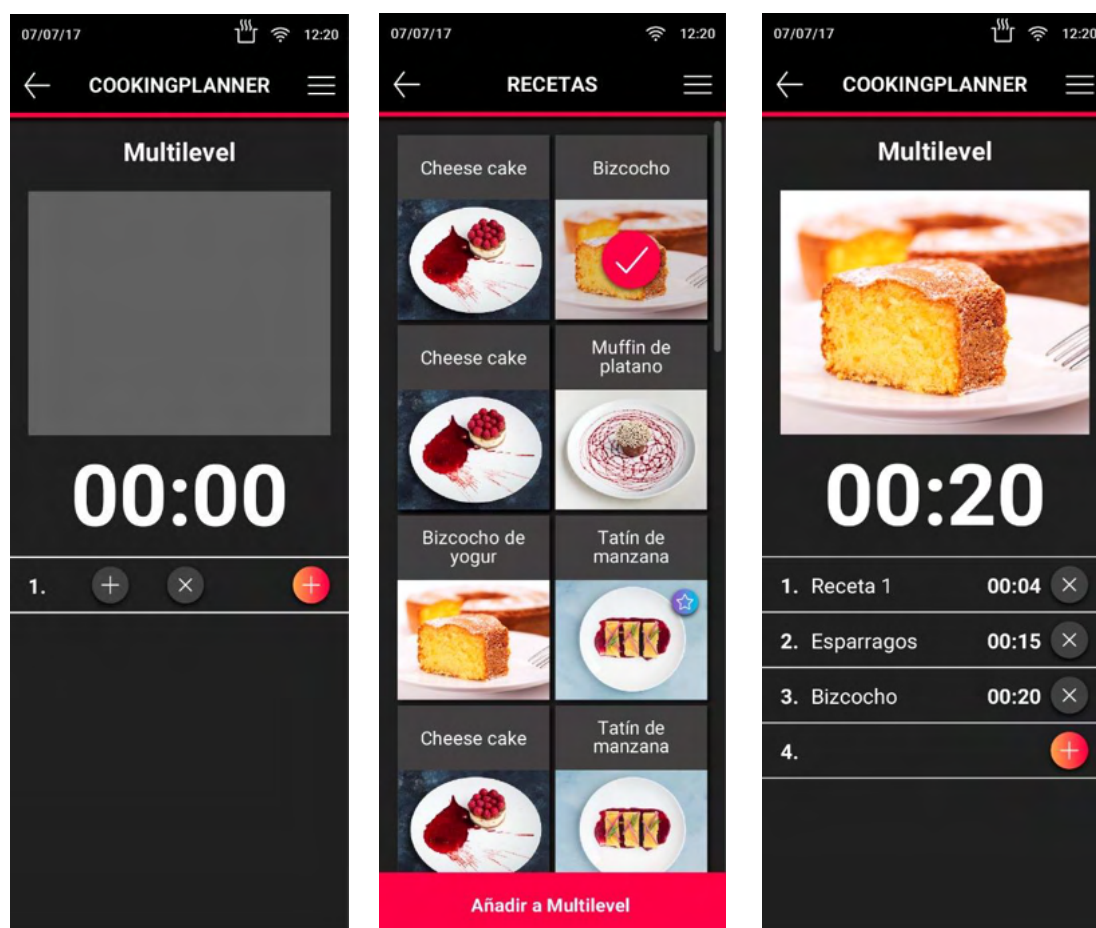 07/07/17 12:20
COOKINGPLANNER
Multilevel
00:00
1.
07/07/17 12:20
RECETAS
Cheese cake
Bizcocho
Cheese cake
Muffin de
platano
Bizcocho de
yogur
Tatín de
manzana
Cheese cake
Tatín de
manzana
Añadir a Multilevel
07/07/17 12:20
COOKINGPLANNER
Multilevel
00:20
1. Receta 1 00:04
2. Esparragos 00:15
3. Bizcocho 00:20
4.